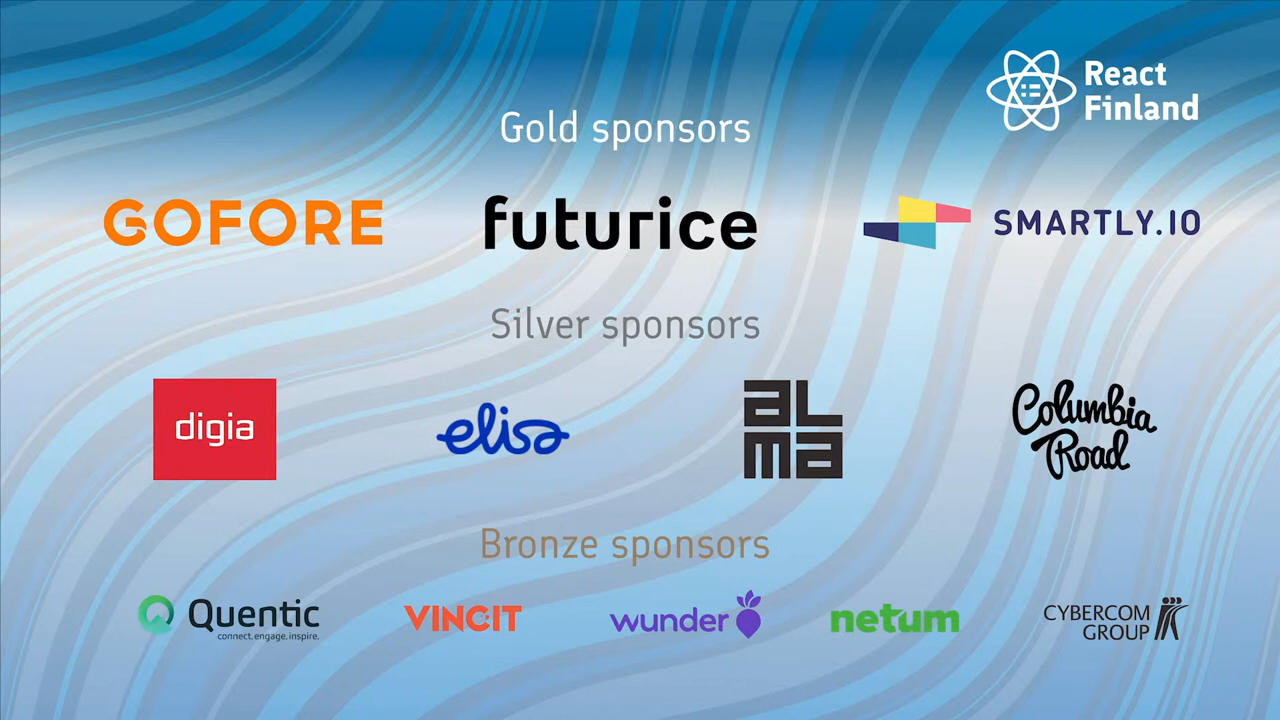 React
Finland
Gold sponsors
GOFORE
futurice
SMARTLY.IO
Silver sponsors
digia
elisa
aL
ma
Columbia
Road
Bronze sponsors
Quentic
connect.engage.inspire.
VINCIT
wunder
netum
CYBERCOM
GROUP